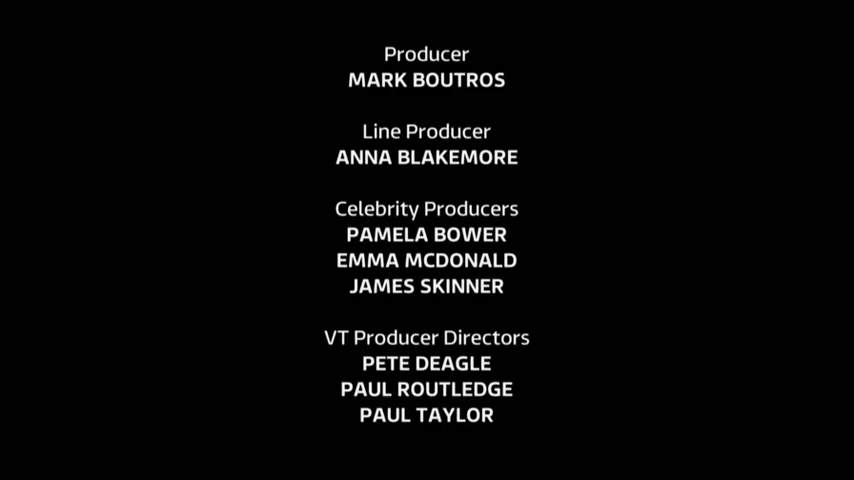 Producer
MARK BOUTROS
Line Producer
ANNA BLAKEMORE
Celebrity Producers
PAMELA BOWER
EMMA MCDONALD
JAMES SKINNER
VT Producer Directors
PETE DEAGLE
PAUL ROUTLEDGE
PAUL TAYLOR